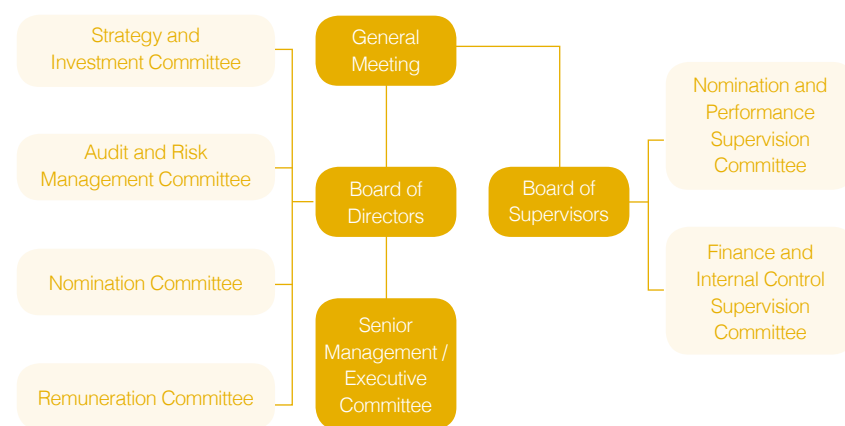 Strategy and
Investment Committee
Audit and Risk
Management Committee
Nomination Committee
Remuneration Committee
General
Meeting
Board of
Directors
Senior
Management /
Executive
Committee
Board of
Supervisors
Nomination and
Performance
Supervision
Committee
Finance and
Internal Control
Supervision
Committee